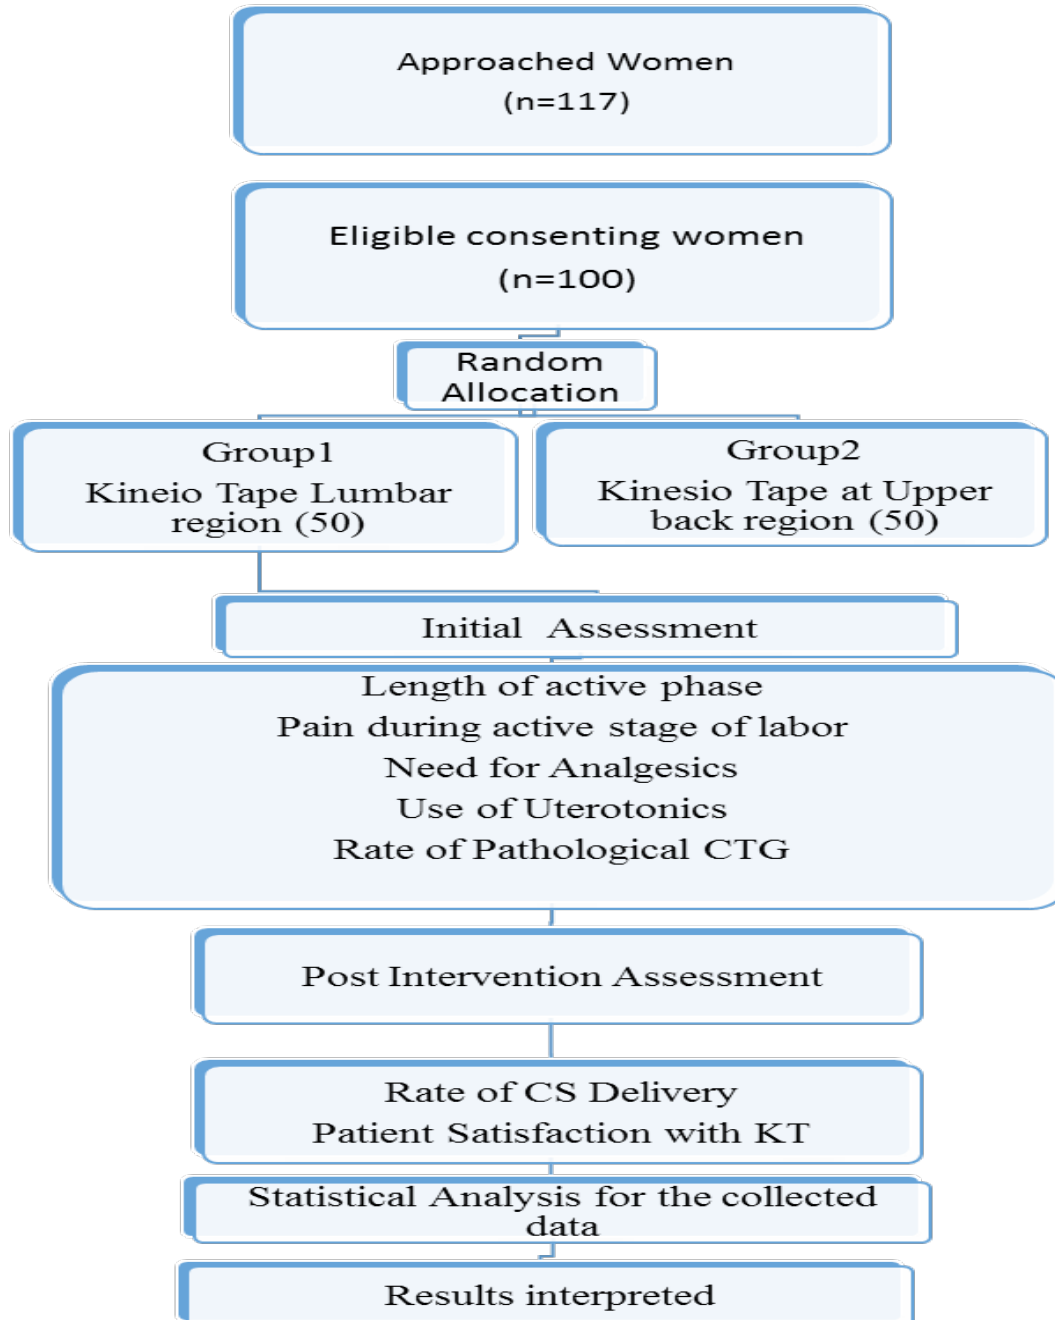 Approached Women
(n=117)
Eligible consenting women
(n=100)
Random
Allocation
Group1
Kineio Tape Lumbar
region (50)
Group2
Kinesio Tape at Upper
back region (50)
Initial Assessment
Length of active phase
Pain during active stage of labor
Need for Analgesics
Use of Uterotonics
Rate of Pathological CTG
Post Intervention Assessment
Rate of CS Delivery
Patient Satisfaction with KT
Statistical Analysis for the collected
data
Results interpreted